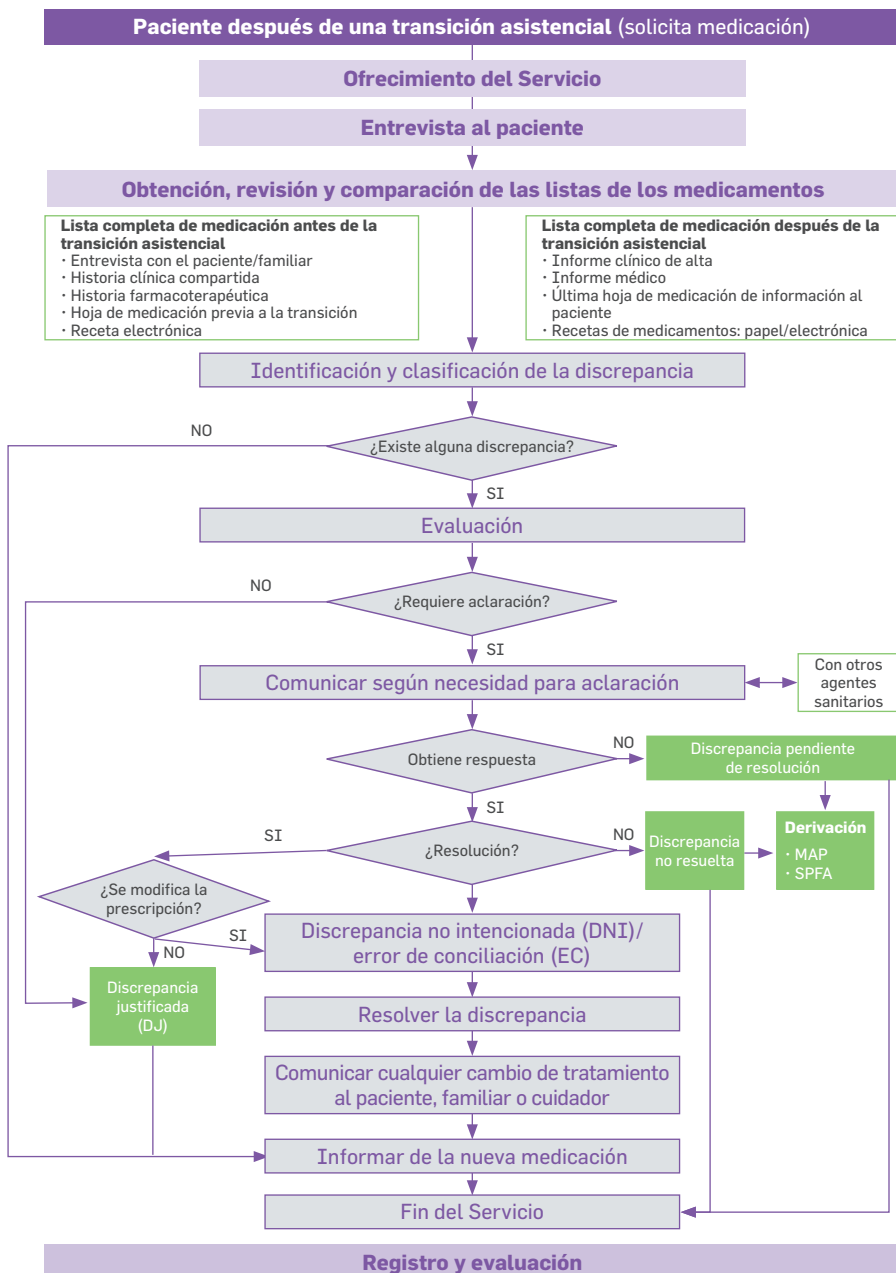 Paciente después de una transición asistencial (solicita medicación)
Ofrecimiento del Servicio
Entrevista al paciente
Obtención, revisión y comparación de las listas de los medicamentos
Lista completa de medicación antes de la
transición asistencial
· Entrevista con el paciente/familiar
· Historia clínica compartida
· Historia farmacoterapéutica
· Hoja de medicación previa a la transición
· Receta electrónica
Lista completa de medicación después de la
transición asistencial
· Informe clínico de alta
· Informe médico
· Última hoja de medicación de información al
paciente
· Recetas de medicamentos: papel/electrónica
Identificación y clasificación de la discrepancia
NO
¿Existe alguna discrepancia?
SI
Evaluación
NO
¿Requiere aclaración?
SI
Comunicar según necesidad para aclaración
Con otros
agentes
sanitarios
Obtiene respuesta
NO
Discrepancia pendiente
de resolución
SI
SI
¿Resolución?
NO
Discrepancia
no resuelta
Derivación
· MAP
· SPFA
¿Se modifica la
prescripción?
SI
NO
Discrepancia no intencionada (DNI)/
error de conciliación (EC)
Discrepancia
justificada
(DJ)
Resolver la discrepancia
Comunicar cualquier cambio de tratamiento
al paciente, familiar o cuidador
Informar de la nueva medicación
Fin del Servicio
Registro y evaluación